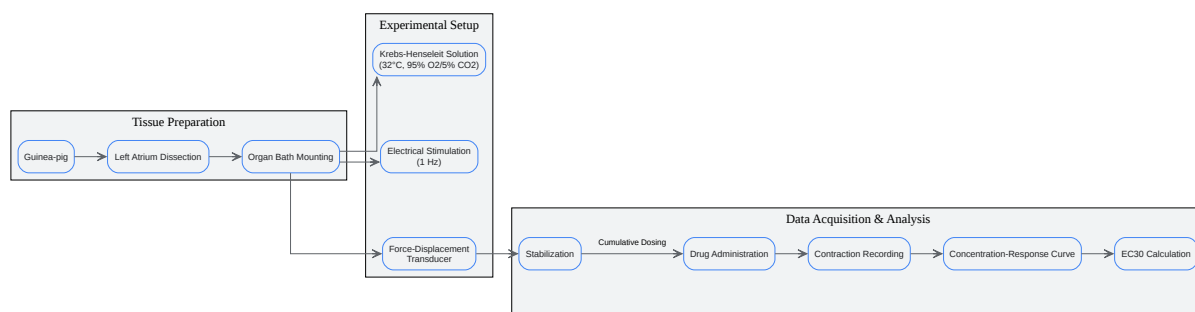 Experimental Setup
Krebs-Henseleit Solution
(32°C, 95% O2/5% CO2)
Tissue Preparation
Guinea-pig
Left Atrium Dissection
Organ Bath Mounting
Electrical Stimulation
(1 Hz)
Data Acquisition & Analysis
Force-Displacement
Transducer
Stabilization
Cumulative Dosing
Drug Administration
Contraction Recording
Concentration-Response Curve
EC30 Calculation